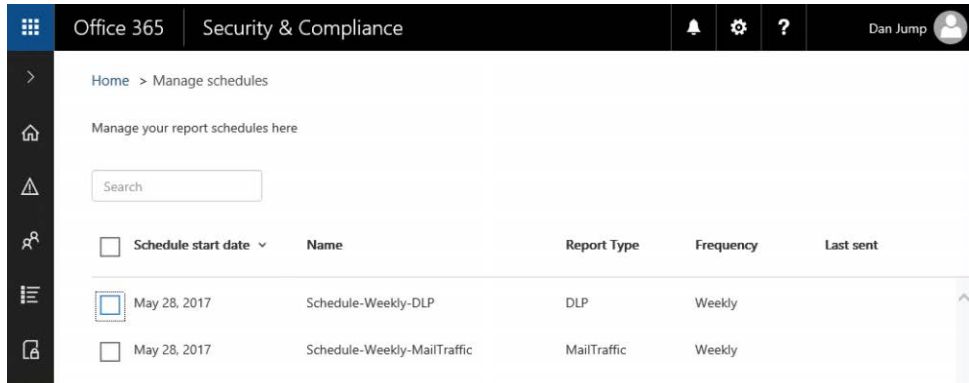 Office 365 Security & Compliance ? Dan Jump
Home > Manage schedules
Manage your report schedules here
Search
Schedule start date Name Report Type Frequency Last sent
May 28, 2017 Schedule-Weekly-DLP DLP Weekly
May 28, 2017 Schedule-Weekly-MailTraffic MailTraffic Weekly